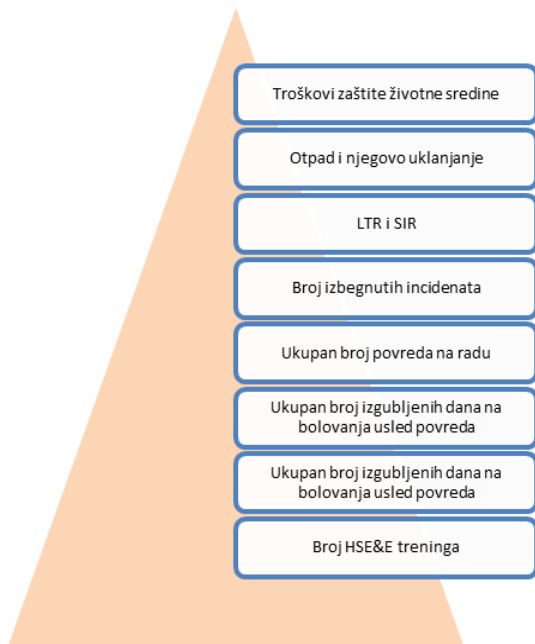 Troškovi zaštite životne sredine
Otpad i njegovo uklanjanje
LTR i SIR
Broj izbegnutih incidenata
Ukupan broj povreda na radu
Ukupan broj izgubljenih dana na
bolovanja usled povreda
Ukupan broj izgubljenih dana na
bolovanja usled povreda
Broj HSE&E treninga